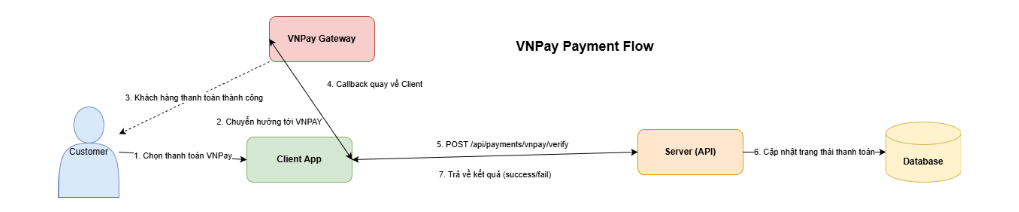 VNPay Gateway
VNPay Payment Flow
4. Callback quay về Client
3. Khách hàng thanh toán thành công
2. Chuyển hướng tới VNPAY
Customer
1. Chọn thanh toán VNPay
Client App
5. POST /api/payments/vnpay/verify
7. Trả về kết quả (success/fail)
Server (API)
6. Cập nhật trạng thái thanh toán
Database